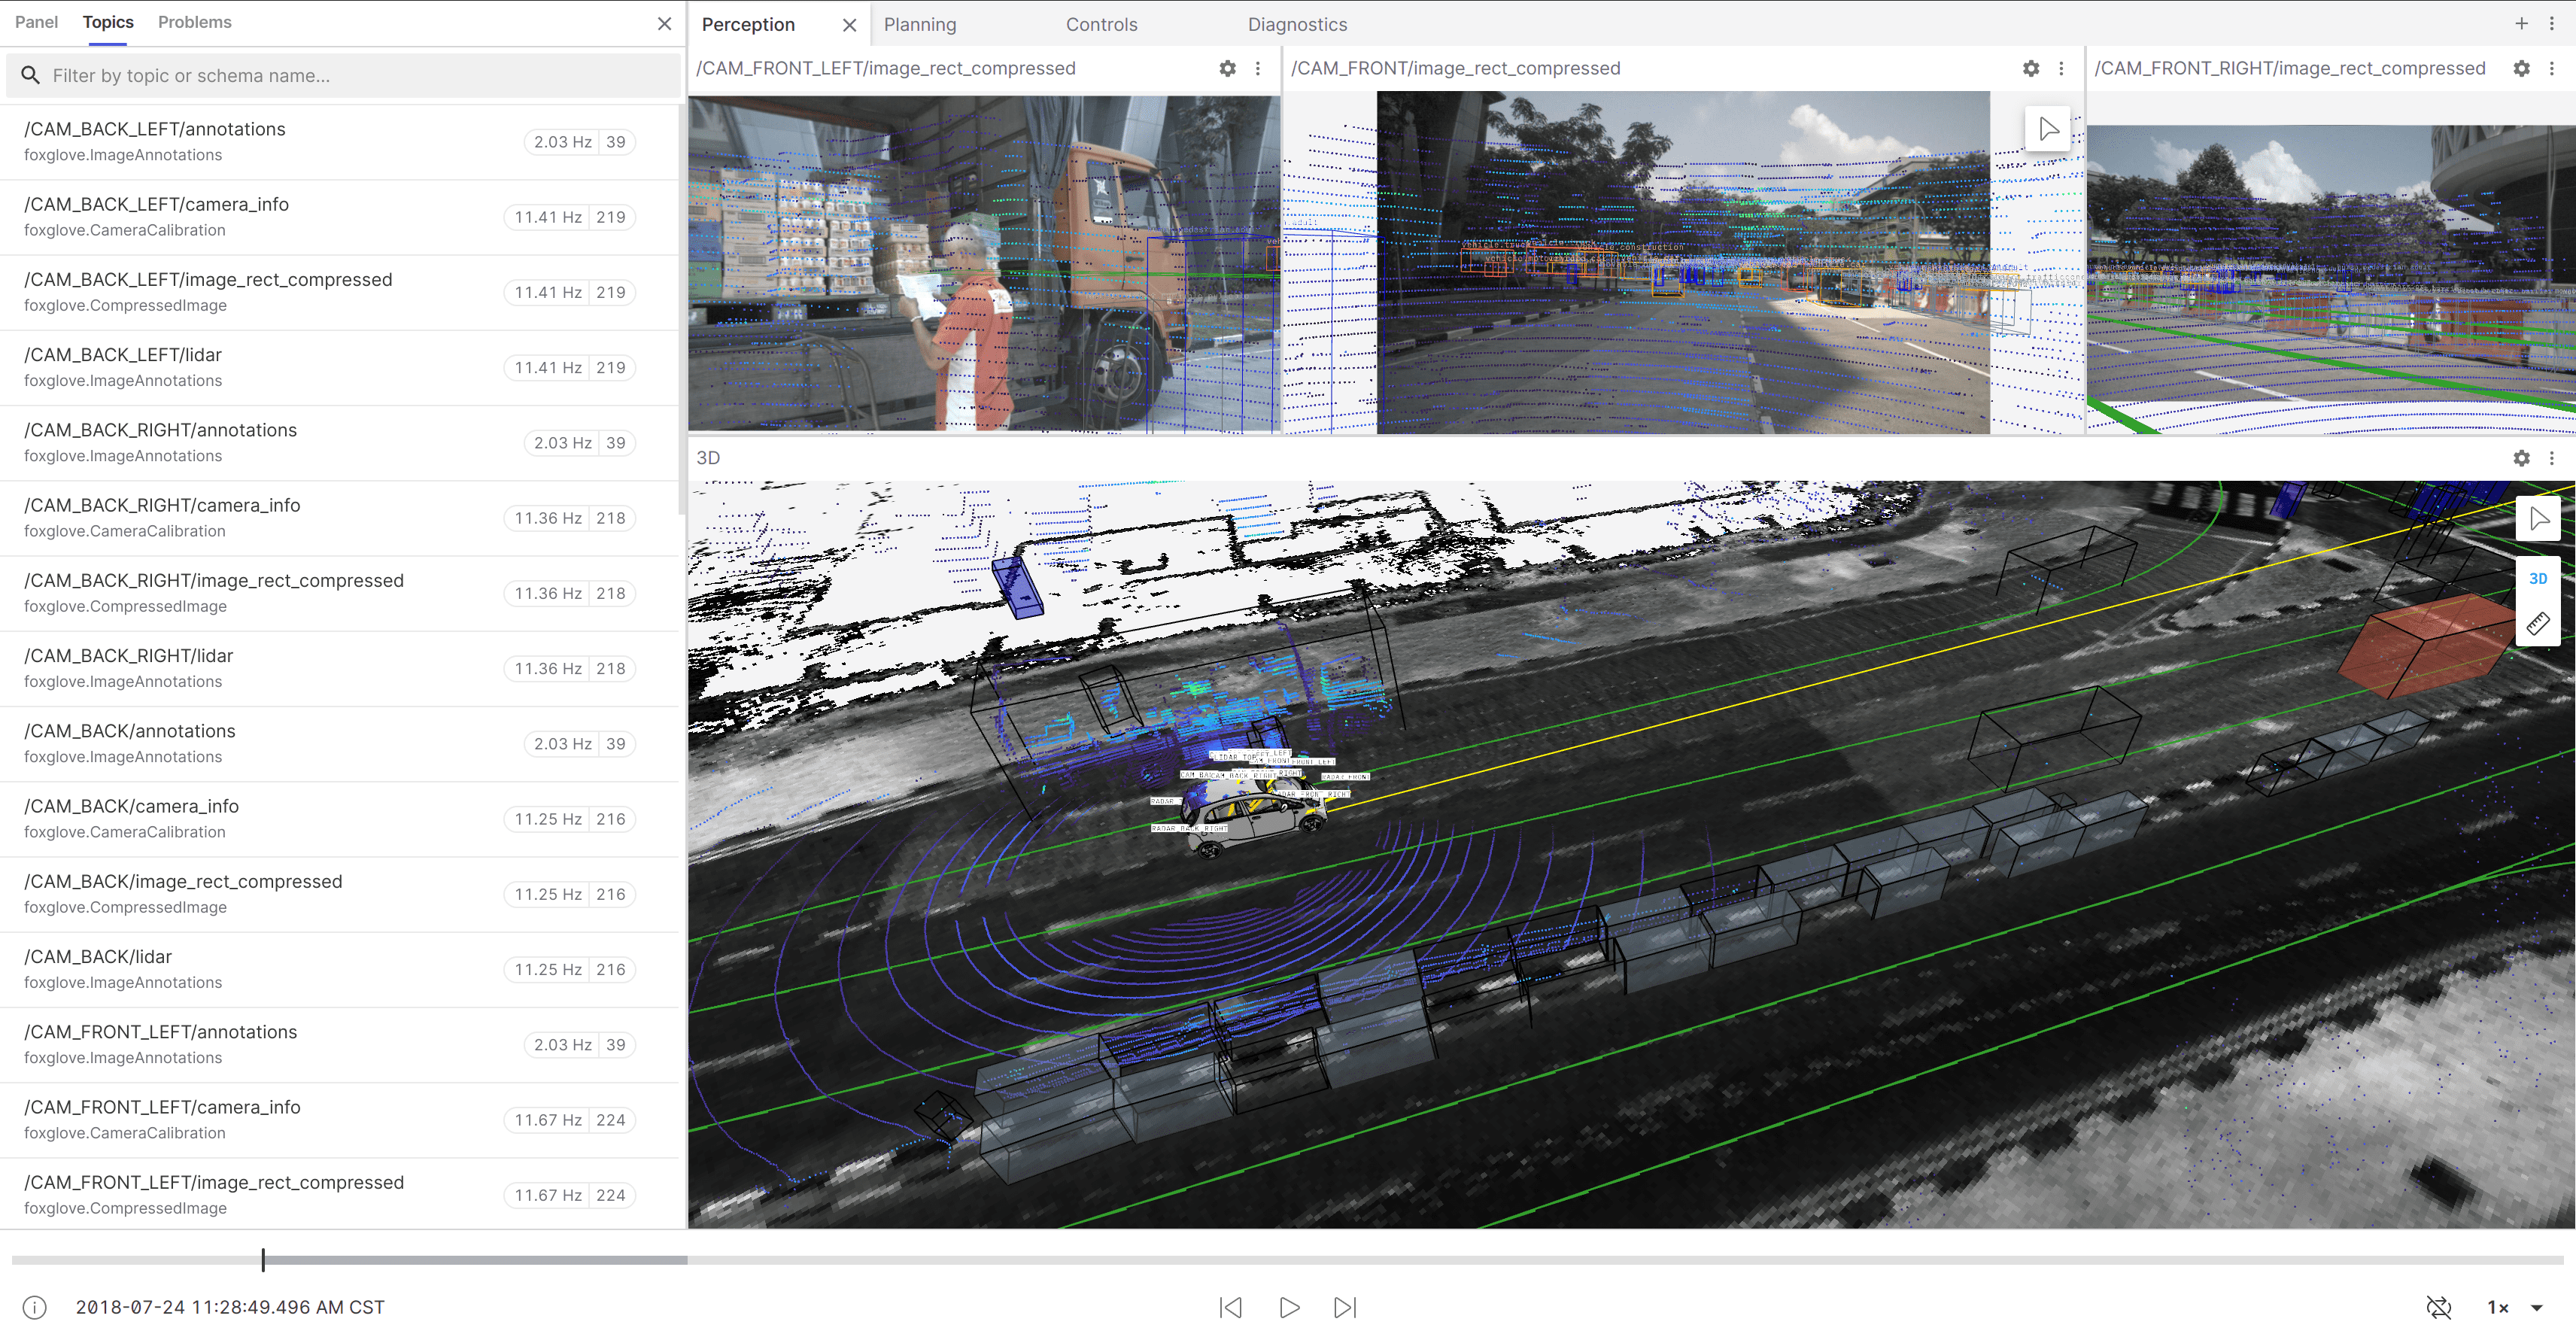 Panel Topics Problems
Filter by topic or schema name...
/CAM_BACK_LEFT/annotations
foxglove.ImageAnnotations
2.03 Hz 39
/CAM_BACK_LEFT/camera_info
foxglove.CameraCalibration
11.41 Hz 219
/CAM_BACK_LEFT/image_rect_compressed
foxglove.CompressedImage
11.41 Hz 219
/CAM_BACK_LEFT/lidar
foxglove.ImageAnnotations
11.41 Hz 219
/CAM_BACK_RIGHT/annotations
foxglove.ImageAnnotations
2.03 Hz 39
/CAM_BACK_RIGHT/camera_info
foxglove.CameraCalibration
11.36 Hz 218
/CAM_BACK_RIGHT/image_rect_compressed
foxglove.CompressedImage
11.36 Hz 218
/CAM_BACK_RIGHT/lidar
foxglove.ImageAnnotations
11.36 Hz 218
/CAM_BACK/annotations
foxglove.ImageAnnotations
2.03 Hz 39
/CAM_BACK/camera_info
foxglove.CameraCalibration
11.25 Hz 216
/CAM_BACK/image_rect_compressed
foxglove.CompressedImage
11.25 Hz 216
/CAM_BACK/lidar
foxglove.ImageAnnotations
11.25 Hz 216
/CAM_FRONT_LEFT/annotations
foxglove.ImageAnnotations
2.03 Hz 39
/CAM_FRONT_LEFT/camera_info
foxglove.CameraCalibration
11.67 Hz 224
/CAM_FRONT_LEFT/image_rect_compressed
foxglove.CompressedImage
11.67 Hz 224
Perception Planning Controls Diagnostics
/CAM_FRONT_LEFT/image_rect_compressed
/CAM_FRONT/image_rect_compressed
/CAM_FRONT_RIGHT/image_rect_compressed
3D
3D
RADAR_FRONT
RADAR_BACK_RIGHT
2018-07-24 11:28:49.496 AM CST
1×